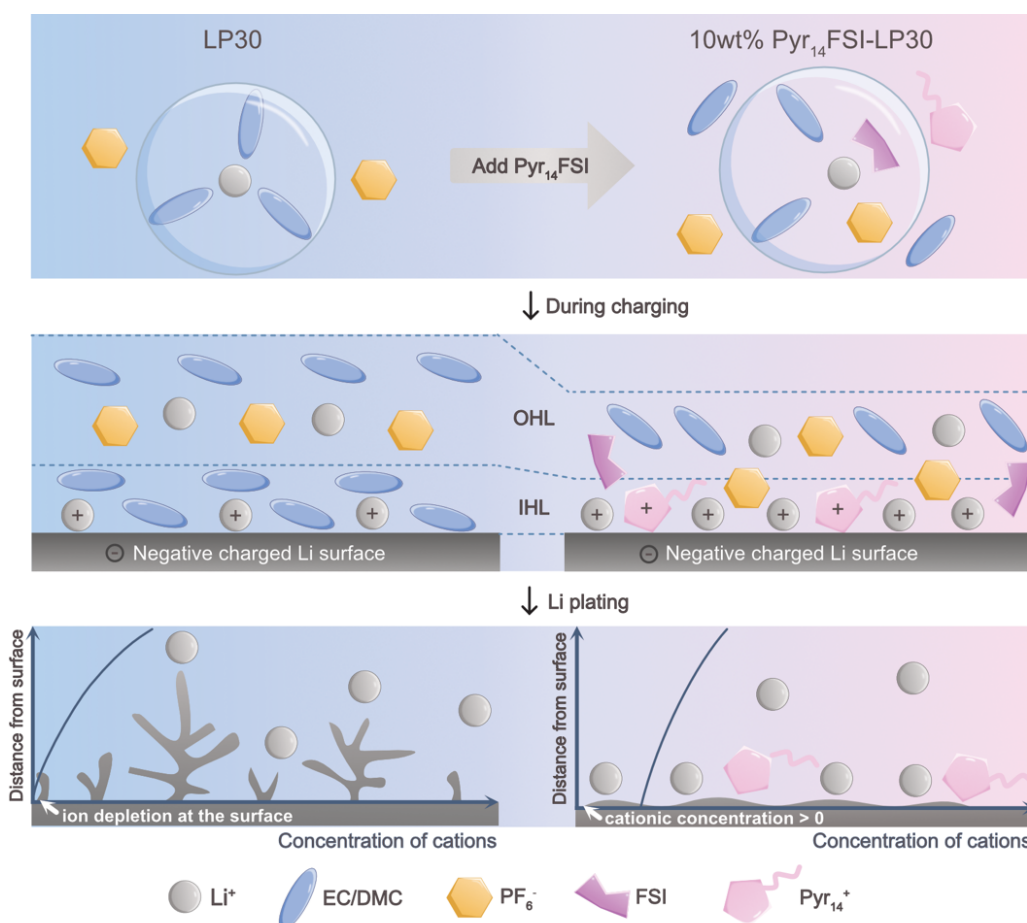 LP30
10wt% Pyr₁₄FSI-LP30
Add Pyr₁₄FSI
During charging
OHL
IHL
+ + +
+ + + + + + +
⊖ Negative charged Li surface
⊖ Negative charged Li surface
Li plating
Distance from surface
ion depletion at the surface
Concentration of cations
Distance from surface
cationic concentration > 0
Concentration of cations
Li⁺
EC/DMC
PF₆⁻
FSI
Pyr₁₄⁺